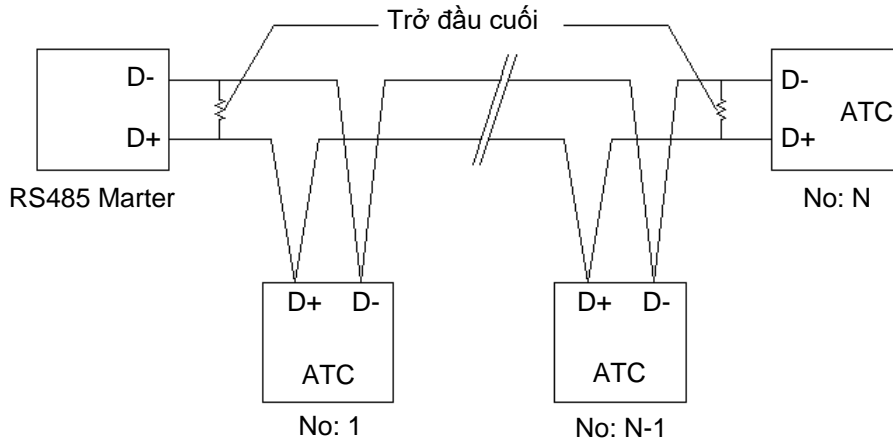 Trở đầu cuối
D-
D-
ATC
D+
D+
RS485 Marter
No: N
D+ D-
D+ D-
ATC
ATC
No: 1
No: N-1